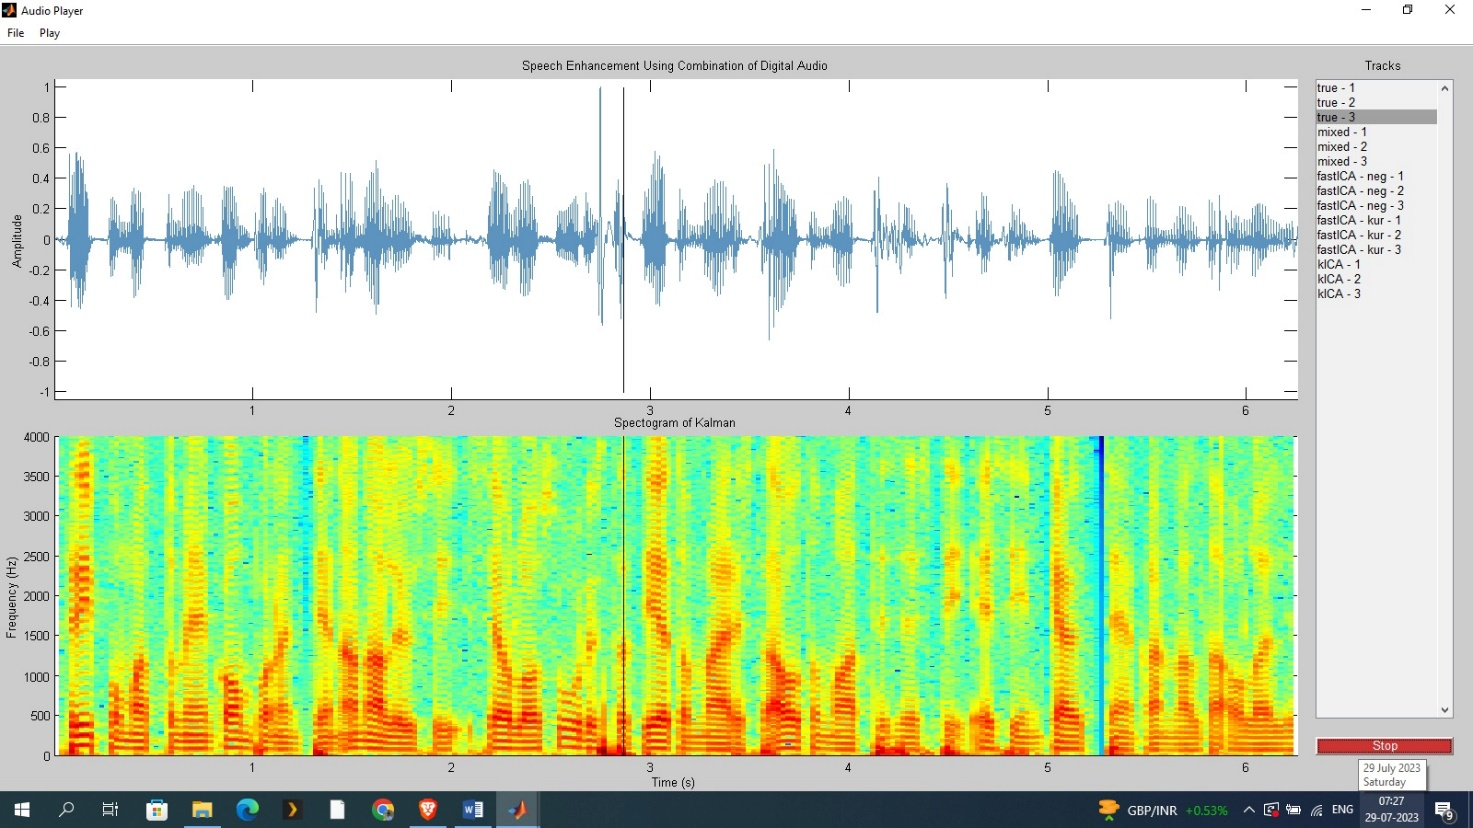 Audio Player
File Play
Speech Enhancement Using Combination of Digital Audio
Tracks
1
0.8
0.6
0.4
0.2
0
-0.2
-0.4
-0.6
-0.8
-1
Amplitude
1 2 3 4 5 6
true - 1
true - 2
true - 3
mixed - 1
mixed - 2
mixed - 3
fastICA - neg - 1
fastICA - neg - 2
fastICA - neg - 3
fastICA - kur - 1
fastICA - kur - 2
fastICA - kur - 3
kICA - 1
kICA - 2
kICA - 3
Spectogram of Kalman
4000
3500
3000
2500
2000
1500
1000
500
0
Frequency (Hz)
1 2 3 4 5 6
Time (s)
Stop
29 July 2023
Saturday
GBP/INR +0.53%
ENG
07:27
29-07-2023
9